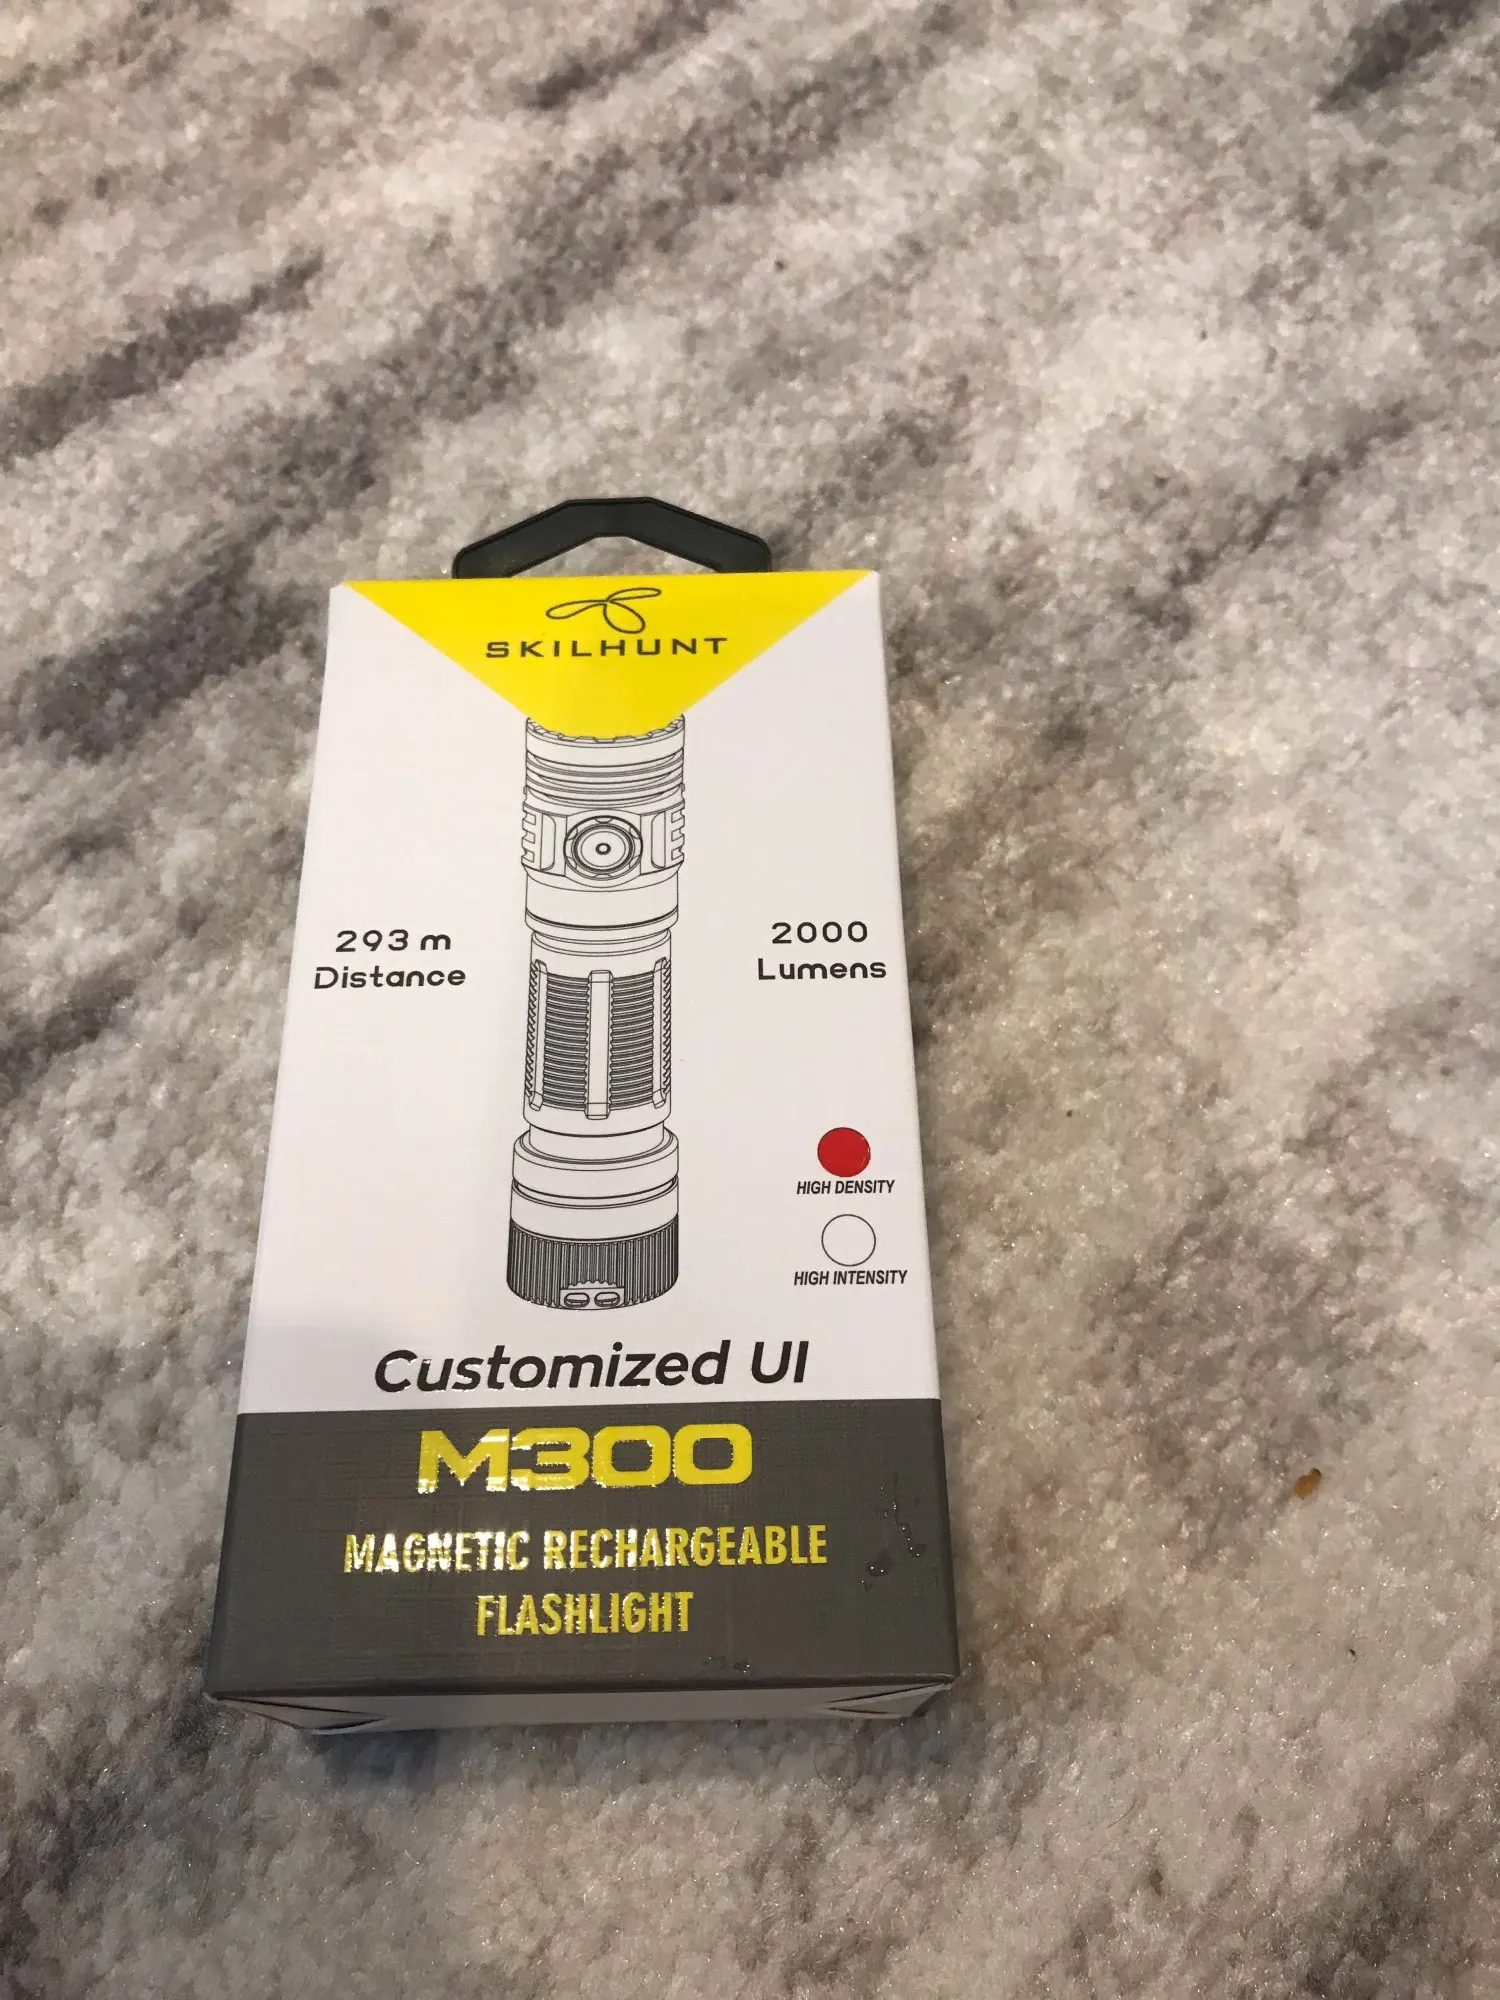 SKILHUNT
293 m
Distance
2000
Lumens
HIGH DENSITY
HIGH INTENSITY
Customized UI
M300
MAGNETIC RECHARGEABLE
FLASHLIGHT